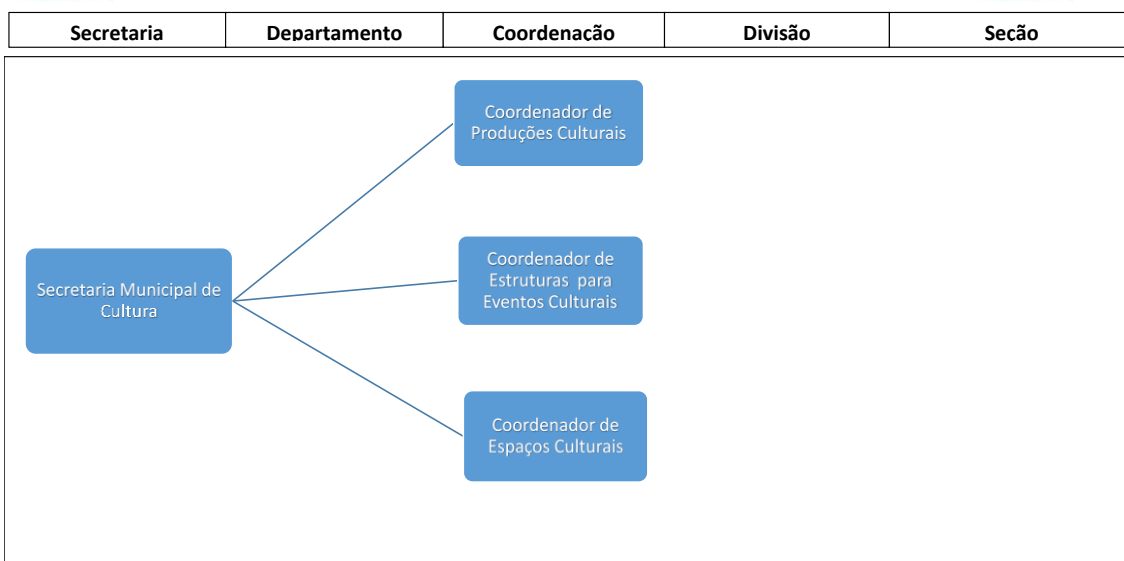 Secretaria Departamento Coordenação Divisão Seção
Coordenador de
Produções Culturais
Secretaria Municipal de
Cultura
Coordenador de
Estruturas para
Eventos Culturais
Coordenador de
Espaços Culturais